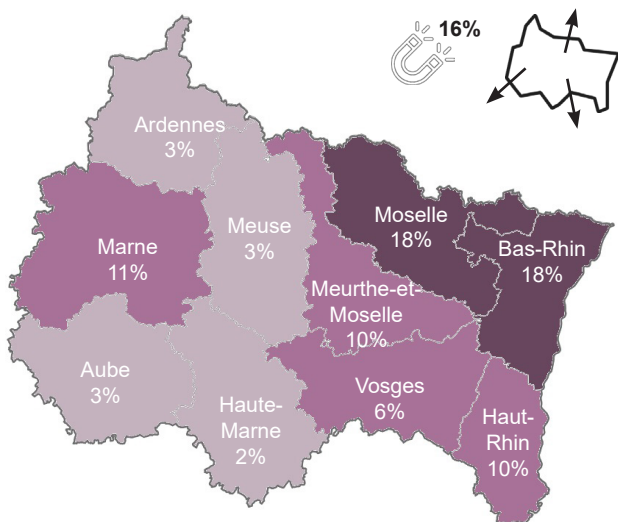 16%
Ardennes
3%
Meuse
3%
Moselle
18%
Bas-Rhin
18%
Marne
11%
Meurthe-et-
Moselle
10%
Aube
3%
Haute-
Marne
2%
Vosges
6%
Haut-
Rhin
10%